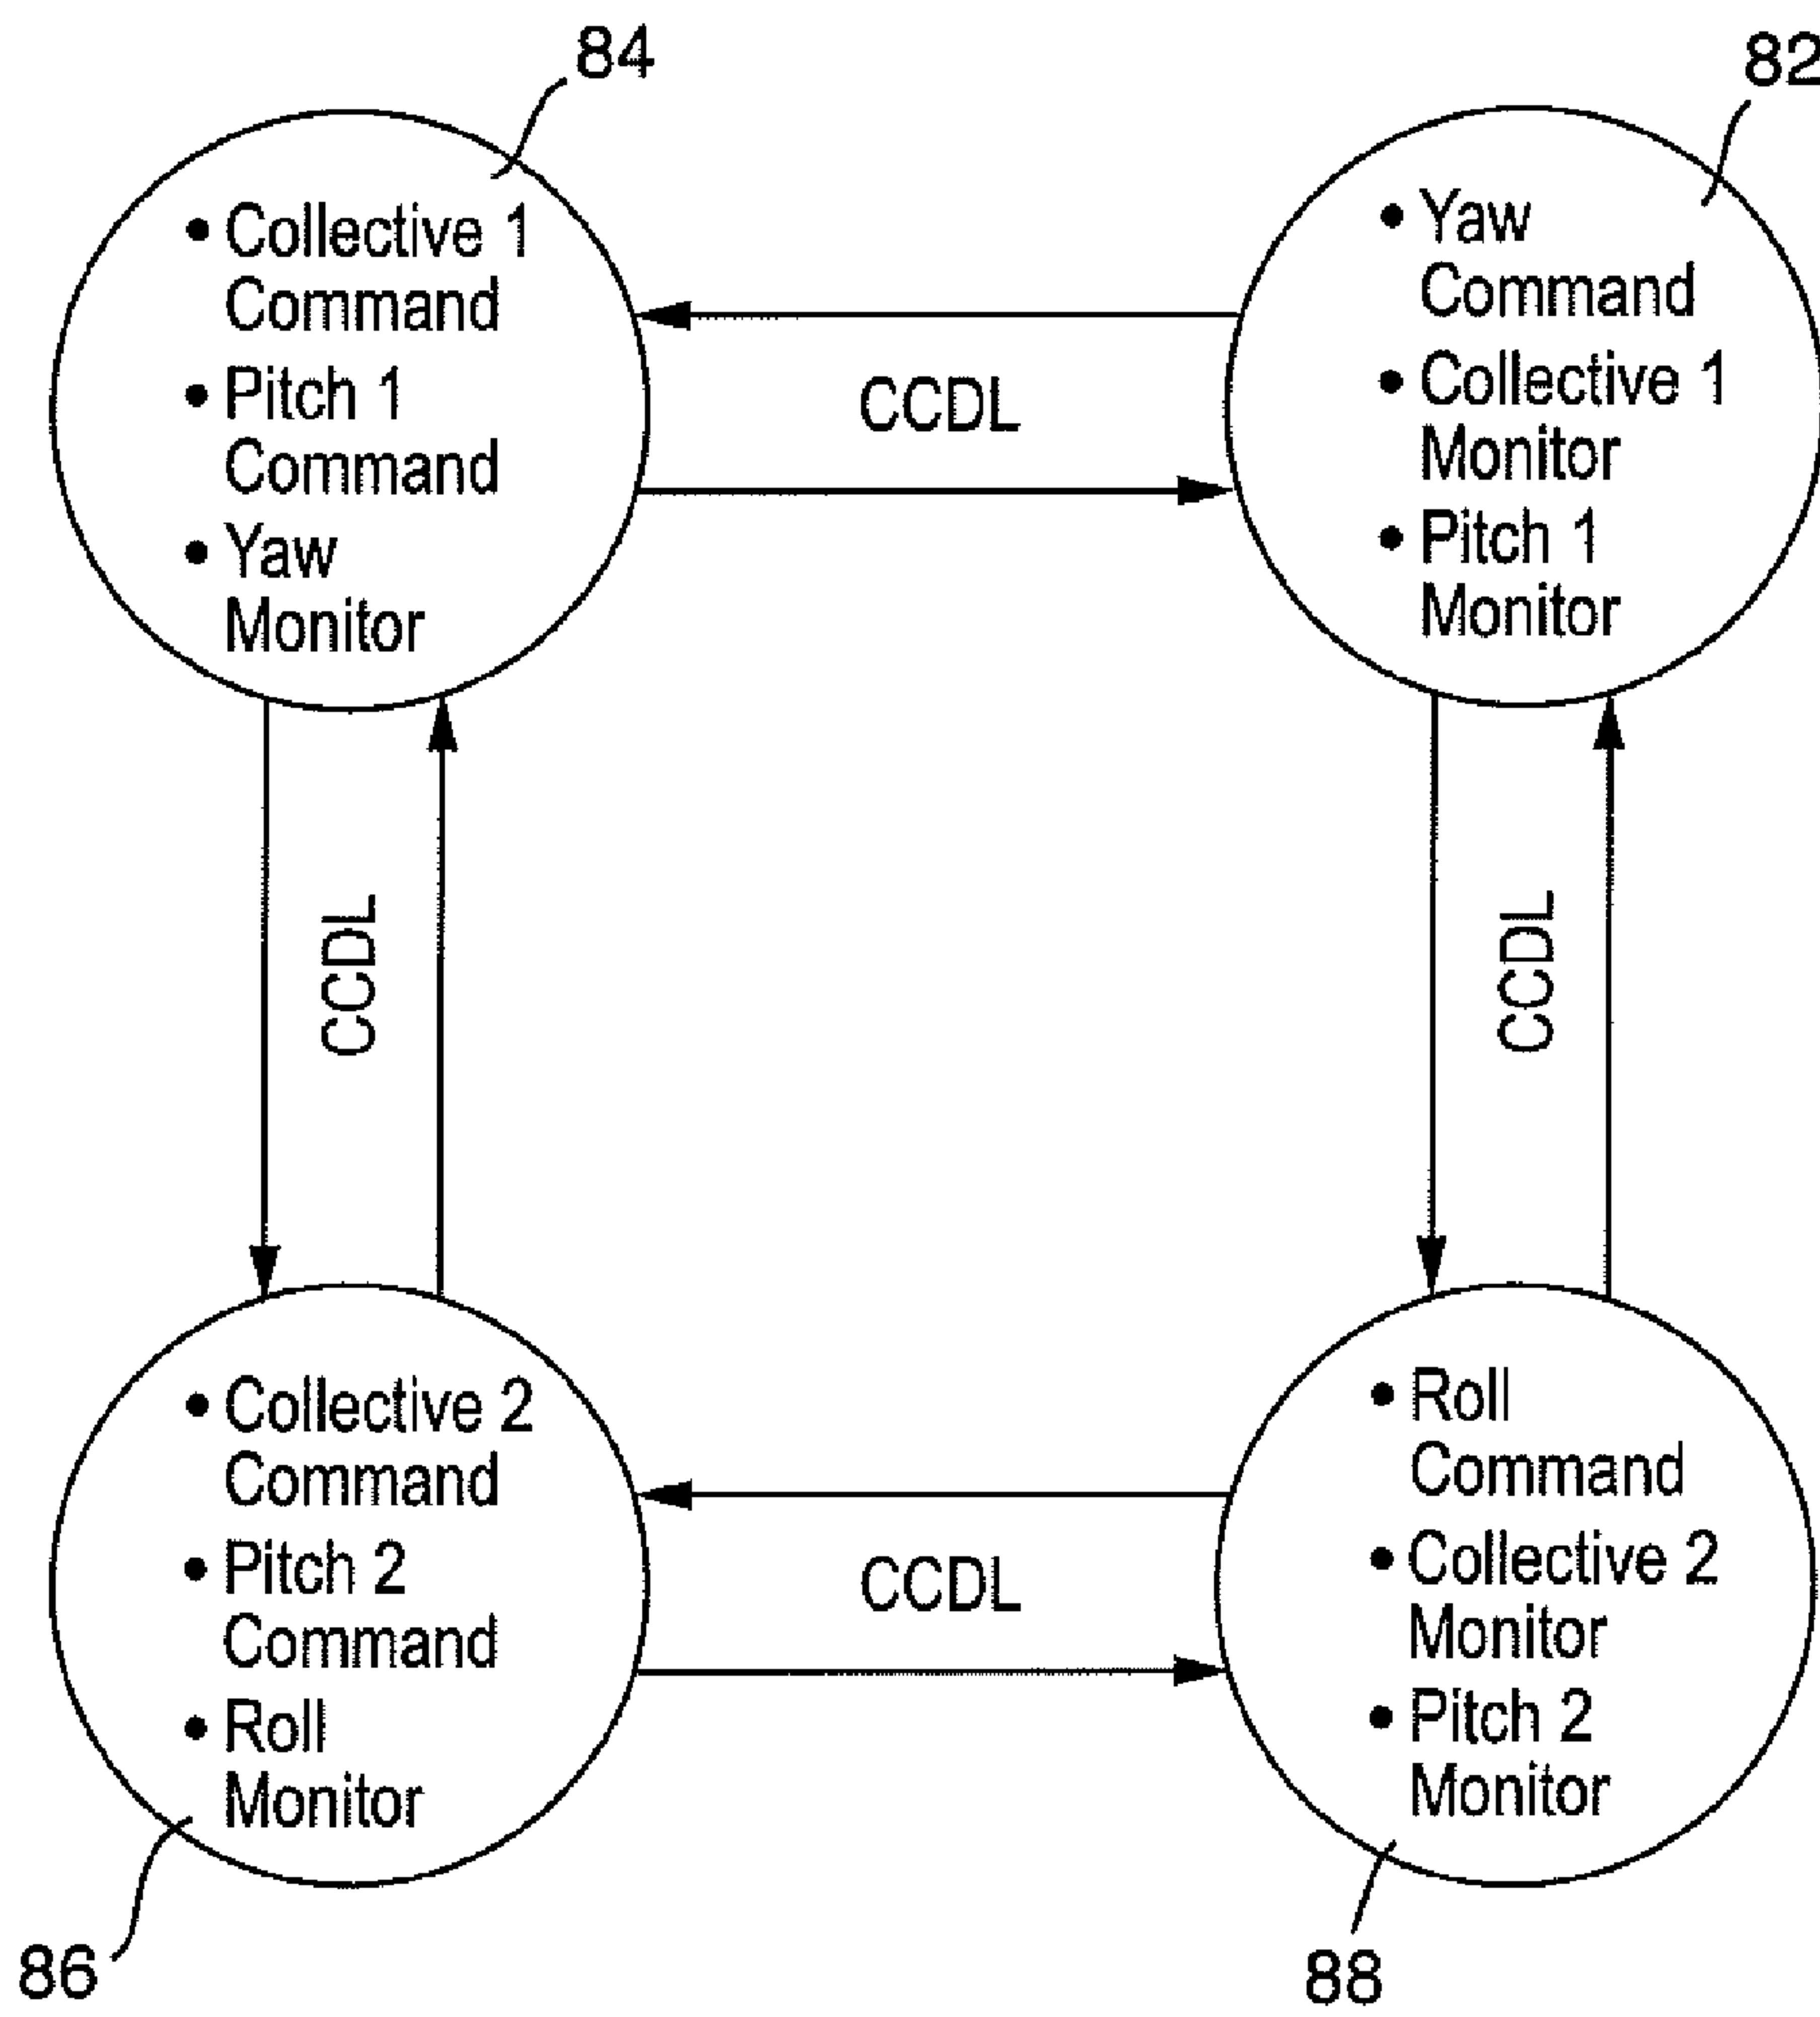 84
82
• Collective 1
Command
• Pitch 1
Command
• Yaw
Monitor
CCDL
• Yaw
Command
• Collective 1
Monitor
• Pitch 1
Monitor
CCDL
CCDL
• Collective 2
Command
• Pitch 2
Command
• Roll
Monitor
CCDL
• Roll
Command
• Collective 2
Monitor
• Pitch 2
Monitor
86
88